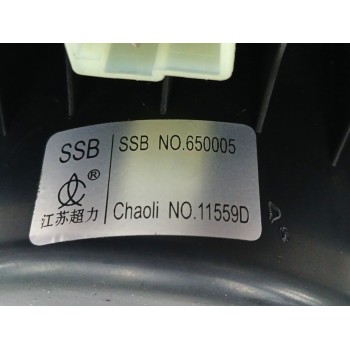 SSB
®
江苏超力
SSB NO.650005
Chaoli NO.11559D